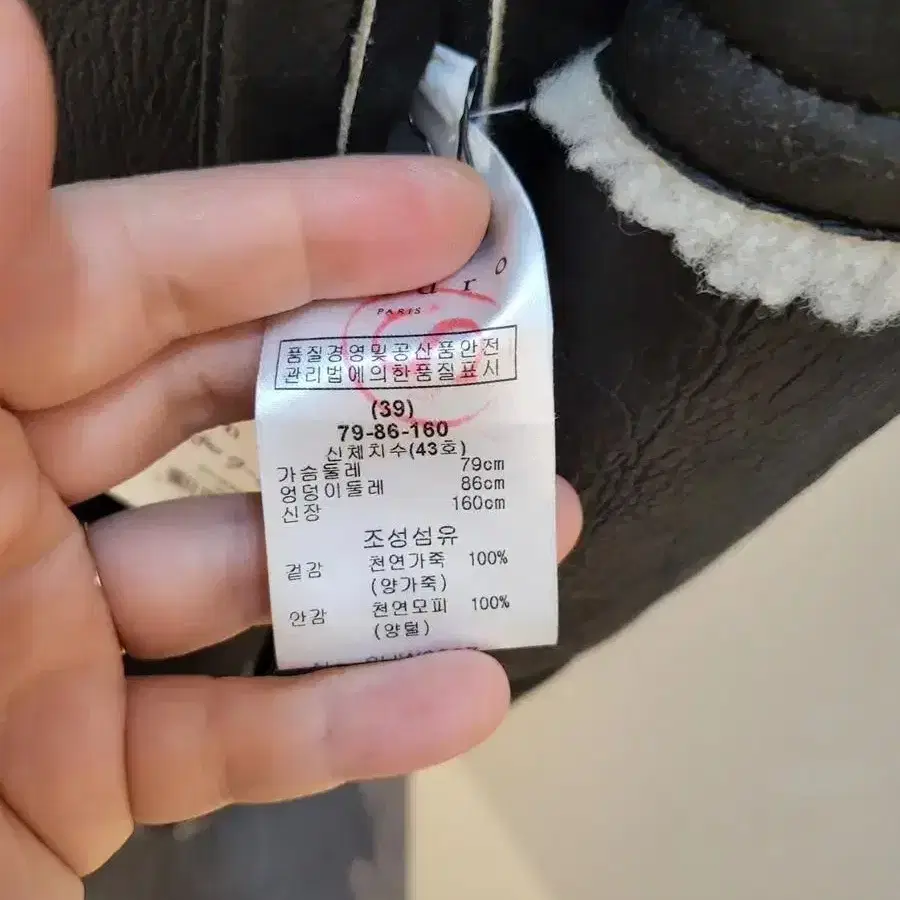 PARIS
품질경영및공산품안전
관리법에의한품질표시
(39)
79-86-160
신체치수(43호)
가슴둘레 79cm
엉덩이둘레 86cm
신장 160cm
조성섬유
겉감 천연가죽 100%
(양가죽)
안감 천연모피 100%
(양털)